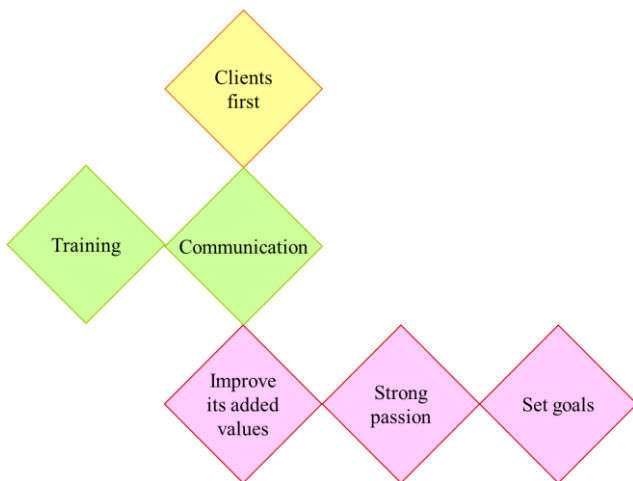 Clients
first
Training
Communication
Improve
its added
values
Strong
passion
Set goals